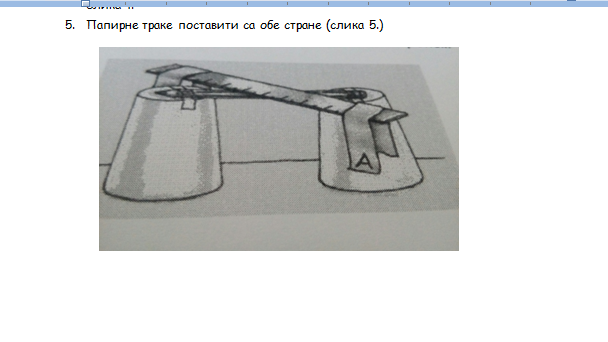 5. Папирне траке поставити са обе стране (слика 5.)
A